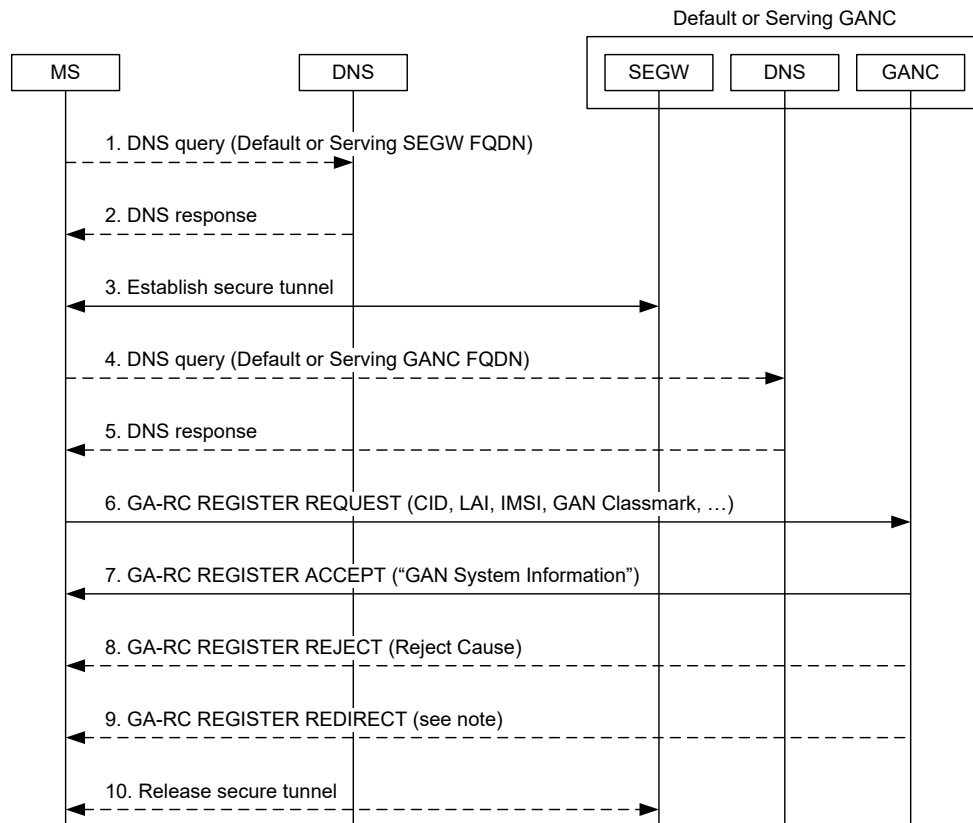 Default or Serving GANC
MS
DNS
SEGW
DNS
GANC
1. DNS query (Default or Serving SEGW FQDN)
2. DNS response
3. Establish secure tunnel
4. DNS query (Default or Serving GANC FQDN)
5. DNS response
6. GA-RC REGISTER REQUEST (CID, LAI, IMSI, GAN Classmark, …)
7. GA-RC REGISTER ACCEPT (“GAN System Information”)
8. GA-RC REGISTER REJECT (Reject Cause)
9. GA-RC REGISTER REDIRECT (see note)
10. Release secure tunnel